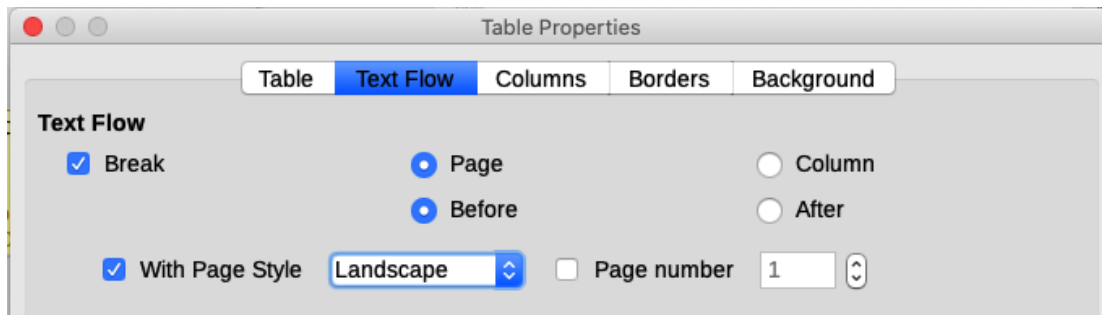 Table Properties
Table Text Flow Columns Borders Background
Text Flow
Break Page Column
Before After
With Page Style Landscape Page number 1